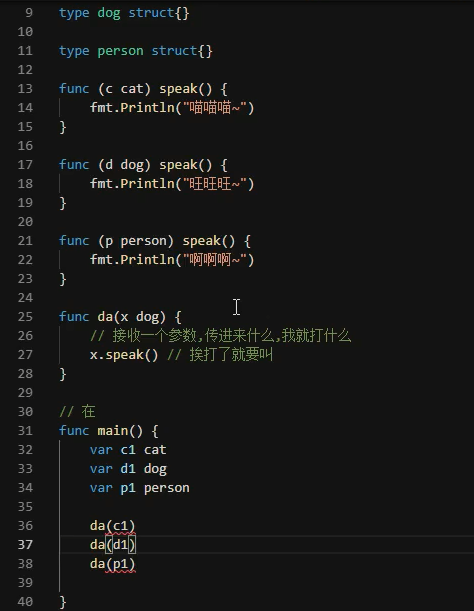 9 type dog struct{}
10
11 type person struct{}
12
13 func (c cat) speak() {
14     fmt.Println("喵喵喵~")
15 }
16
17 func (d dog) speak() {
18     fmt.Println("旺旺旺~")
19 }
20
21 func (p person) speak() {
22     fmt.Println("啊啊啊~")
23 }
24
25 func da(x dog) {
26     // 接收一个参数,传进来什么,我就打什么
27     x.speak() // 挨打了就要叫
28 }
29
30 // 在
31 func main() {
32     var c1 cat
33     var d1 dog
34     var p1 person
35
36     da(c1)
37     da(d1)
38     da(p1)
39
40 }